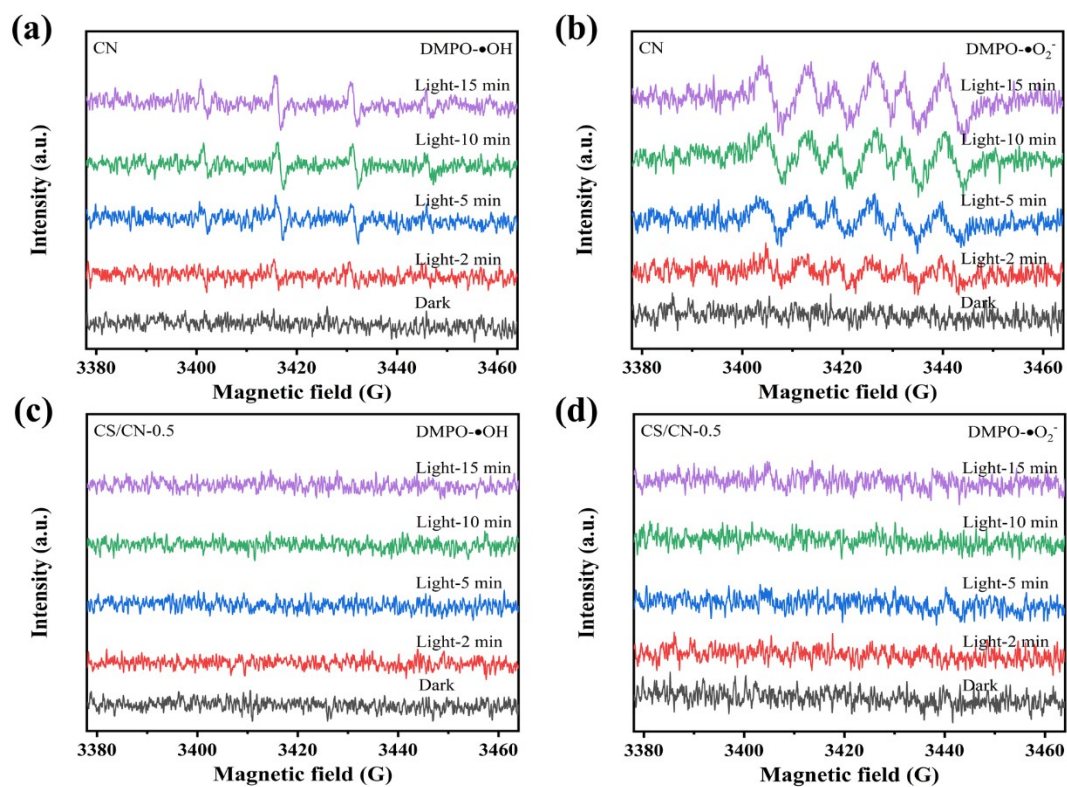 (a)
CN DMPO-●OH
Light-15 min
Light-10 min
Light-5 min
Light-2 min
Dark
Intensity (a.u.)
3380 3400 3420 3440 3460
Magnetic field (G)
(b)
CN DMPO-●O₂⁻
Light-15 min
Light-10 min
Light-5 min
Light-2 min
Dark
Intensity (a.u.)
3380 3400 3420 3440 3460
Magnetic field (G)
(c)
CS/CN-0.5 DMPO-●OH
Light-15 min
Light-10 min
Light-5 min
Light-2 min
Dark
Intensity (a.u.)
3380 3400 3420 3440 3460
Magnetic field (G)
(d)
CS/CN-0.5 DMPO-●O₂⁻
Light-15 min
Light-10 min
Light-5 min
Light-2 min
Dark
Intensity (a.u.)
3380 3400 3420 3440 3460
Magnetic field (G)